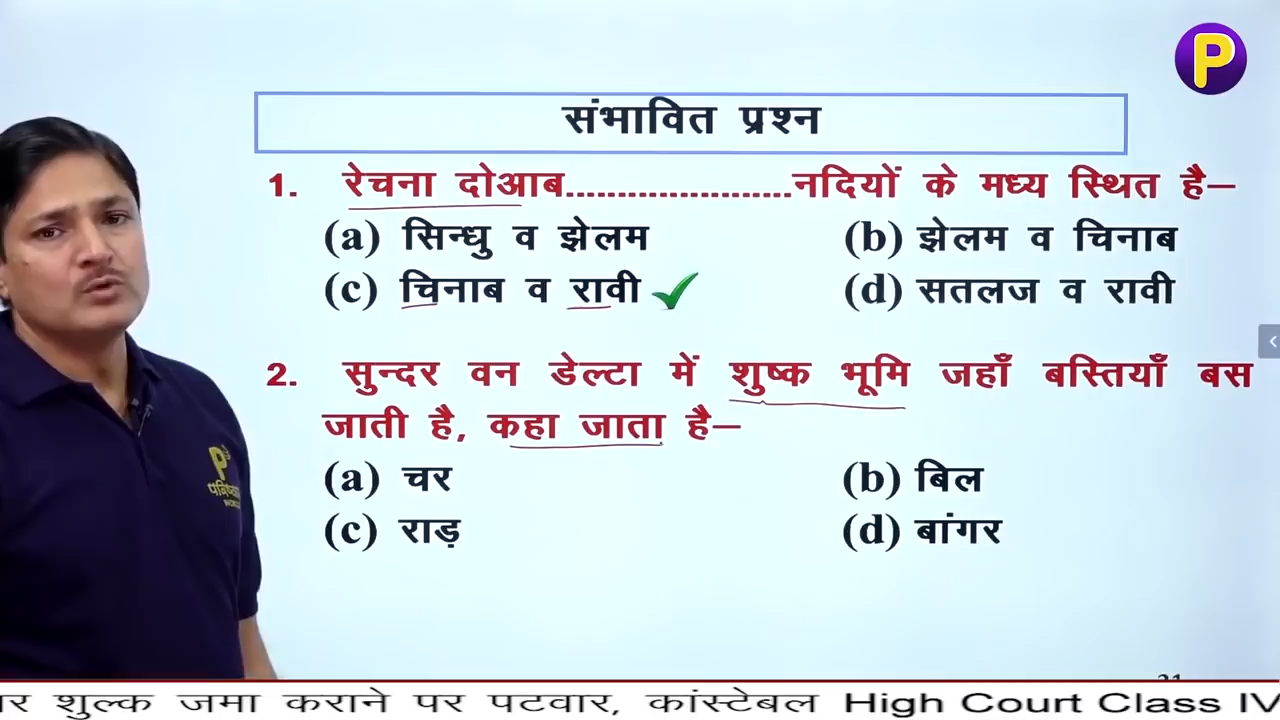 P
संभावित प्रश्न
1. रेचना दोआब......................नदियों के मध्य स्थित है–
(a) सिन्धु व झेलम (b) झेलम व चिनाब
(c) चिनाब व रावी (d) सतलज व रावी
2. सुन्दर वन डेल्टा में शुष्क भूमि जहाँ बस्तियाँ बस
जाती है, कहा जाता है–
(a) चर (b) बिल
(c) राड़ (d) बांगर
शुल्क जमा कराने पर पटवार, कांस्टेबल High Court Class IV